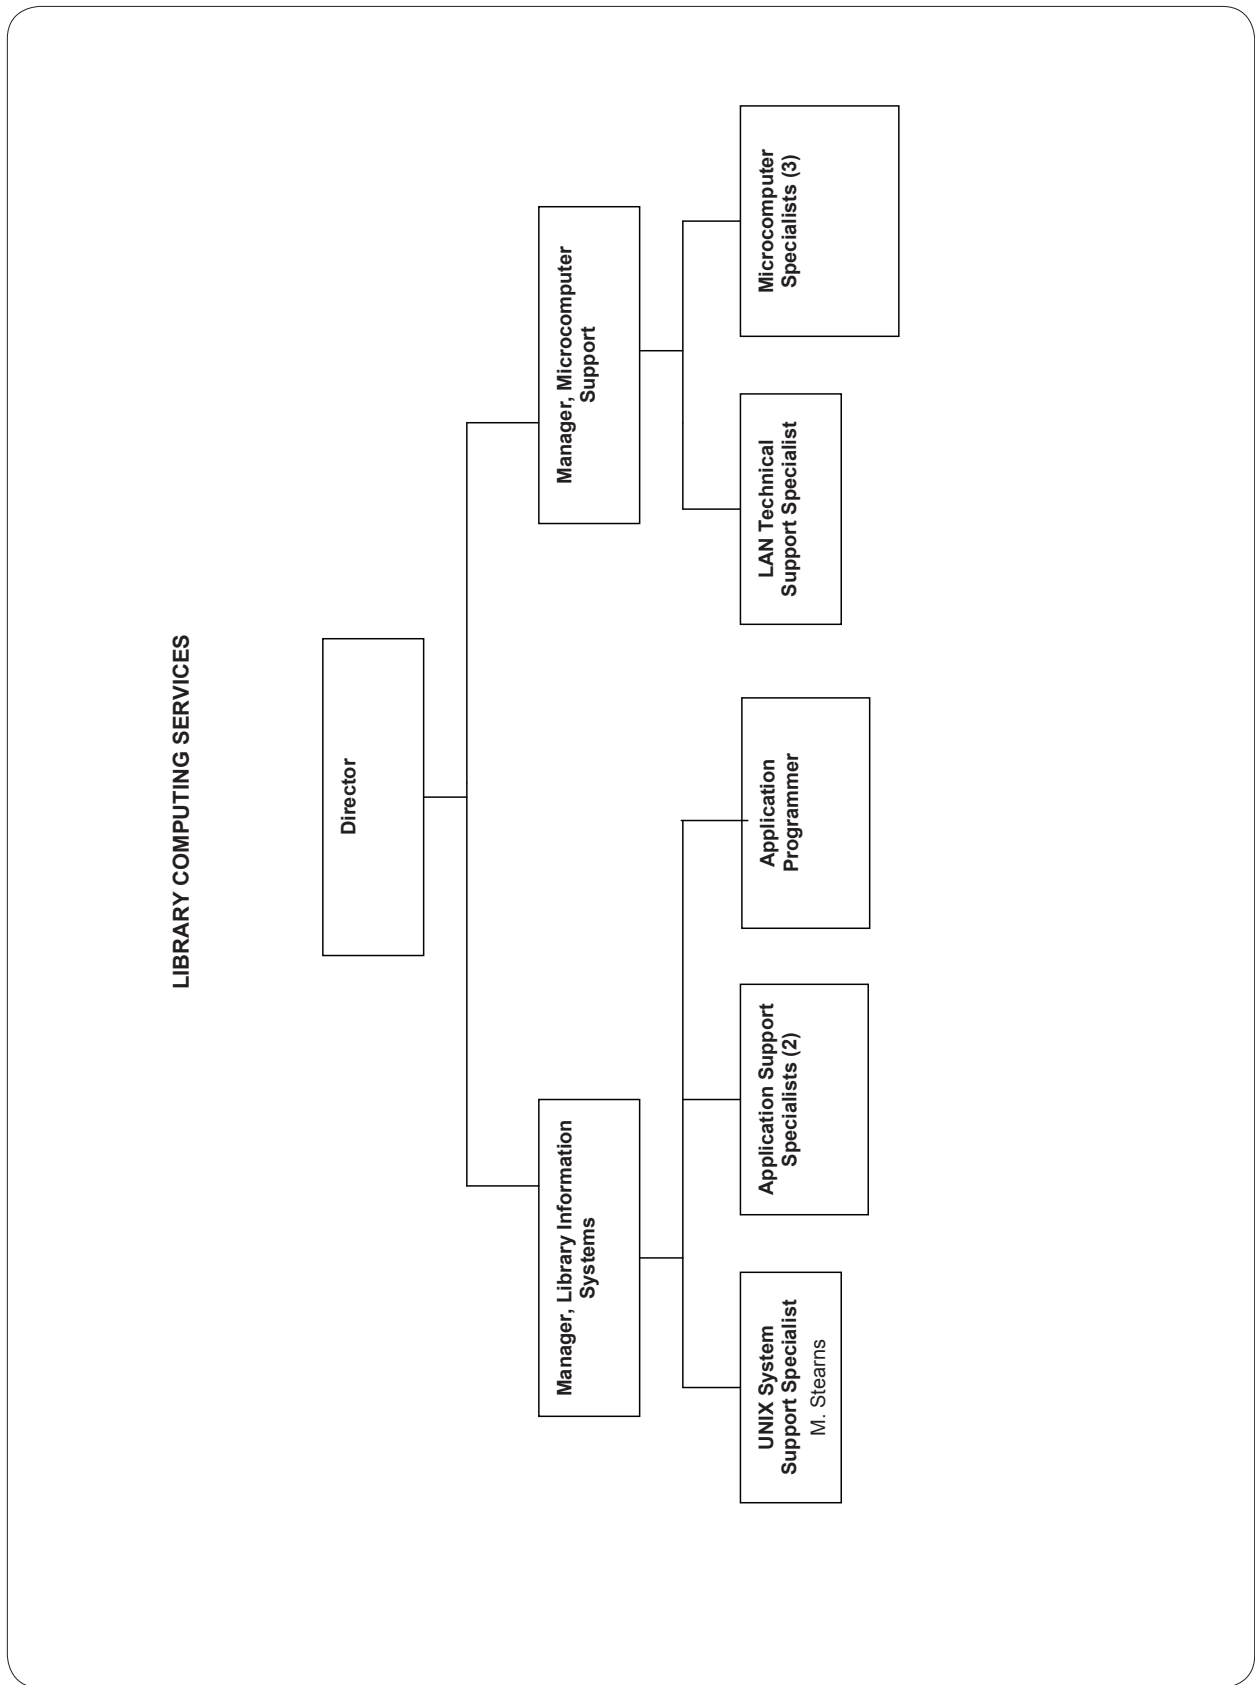 LIBRARY COMPUTING SERVICES
Director
Manager, Library Information
Systems
Manager, Microcomputer
Support
UNIX System
Support Specialist
M. Stearns
Application Support
Specialists (2)
Application
Programmer
LAN Technical
Support Specialist
Microcomputer
Specialists (3)